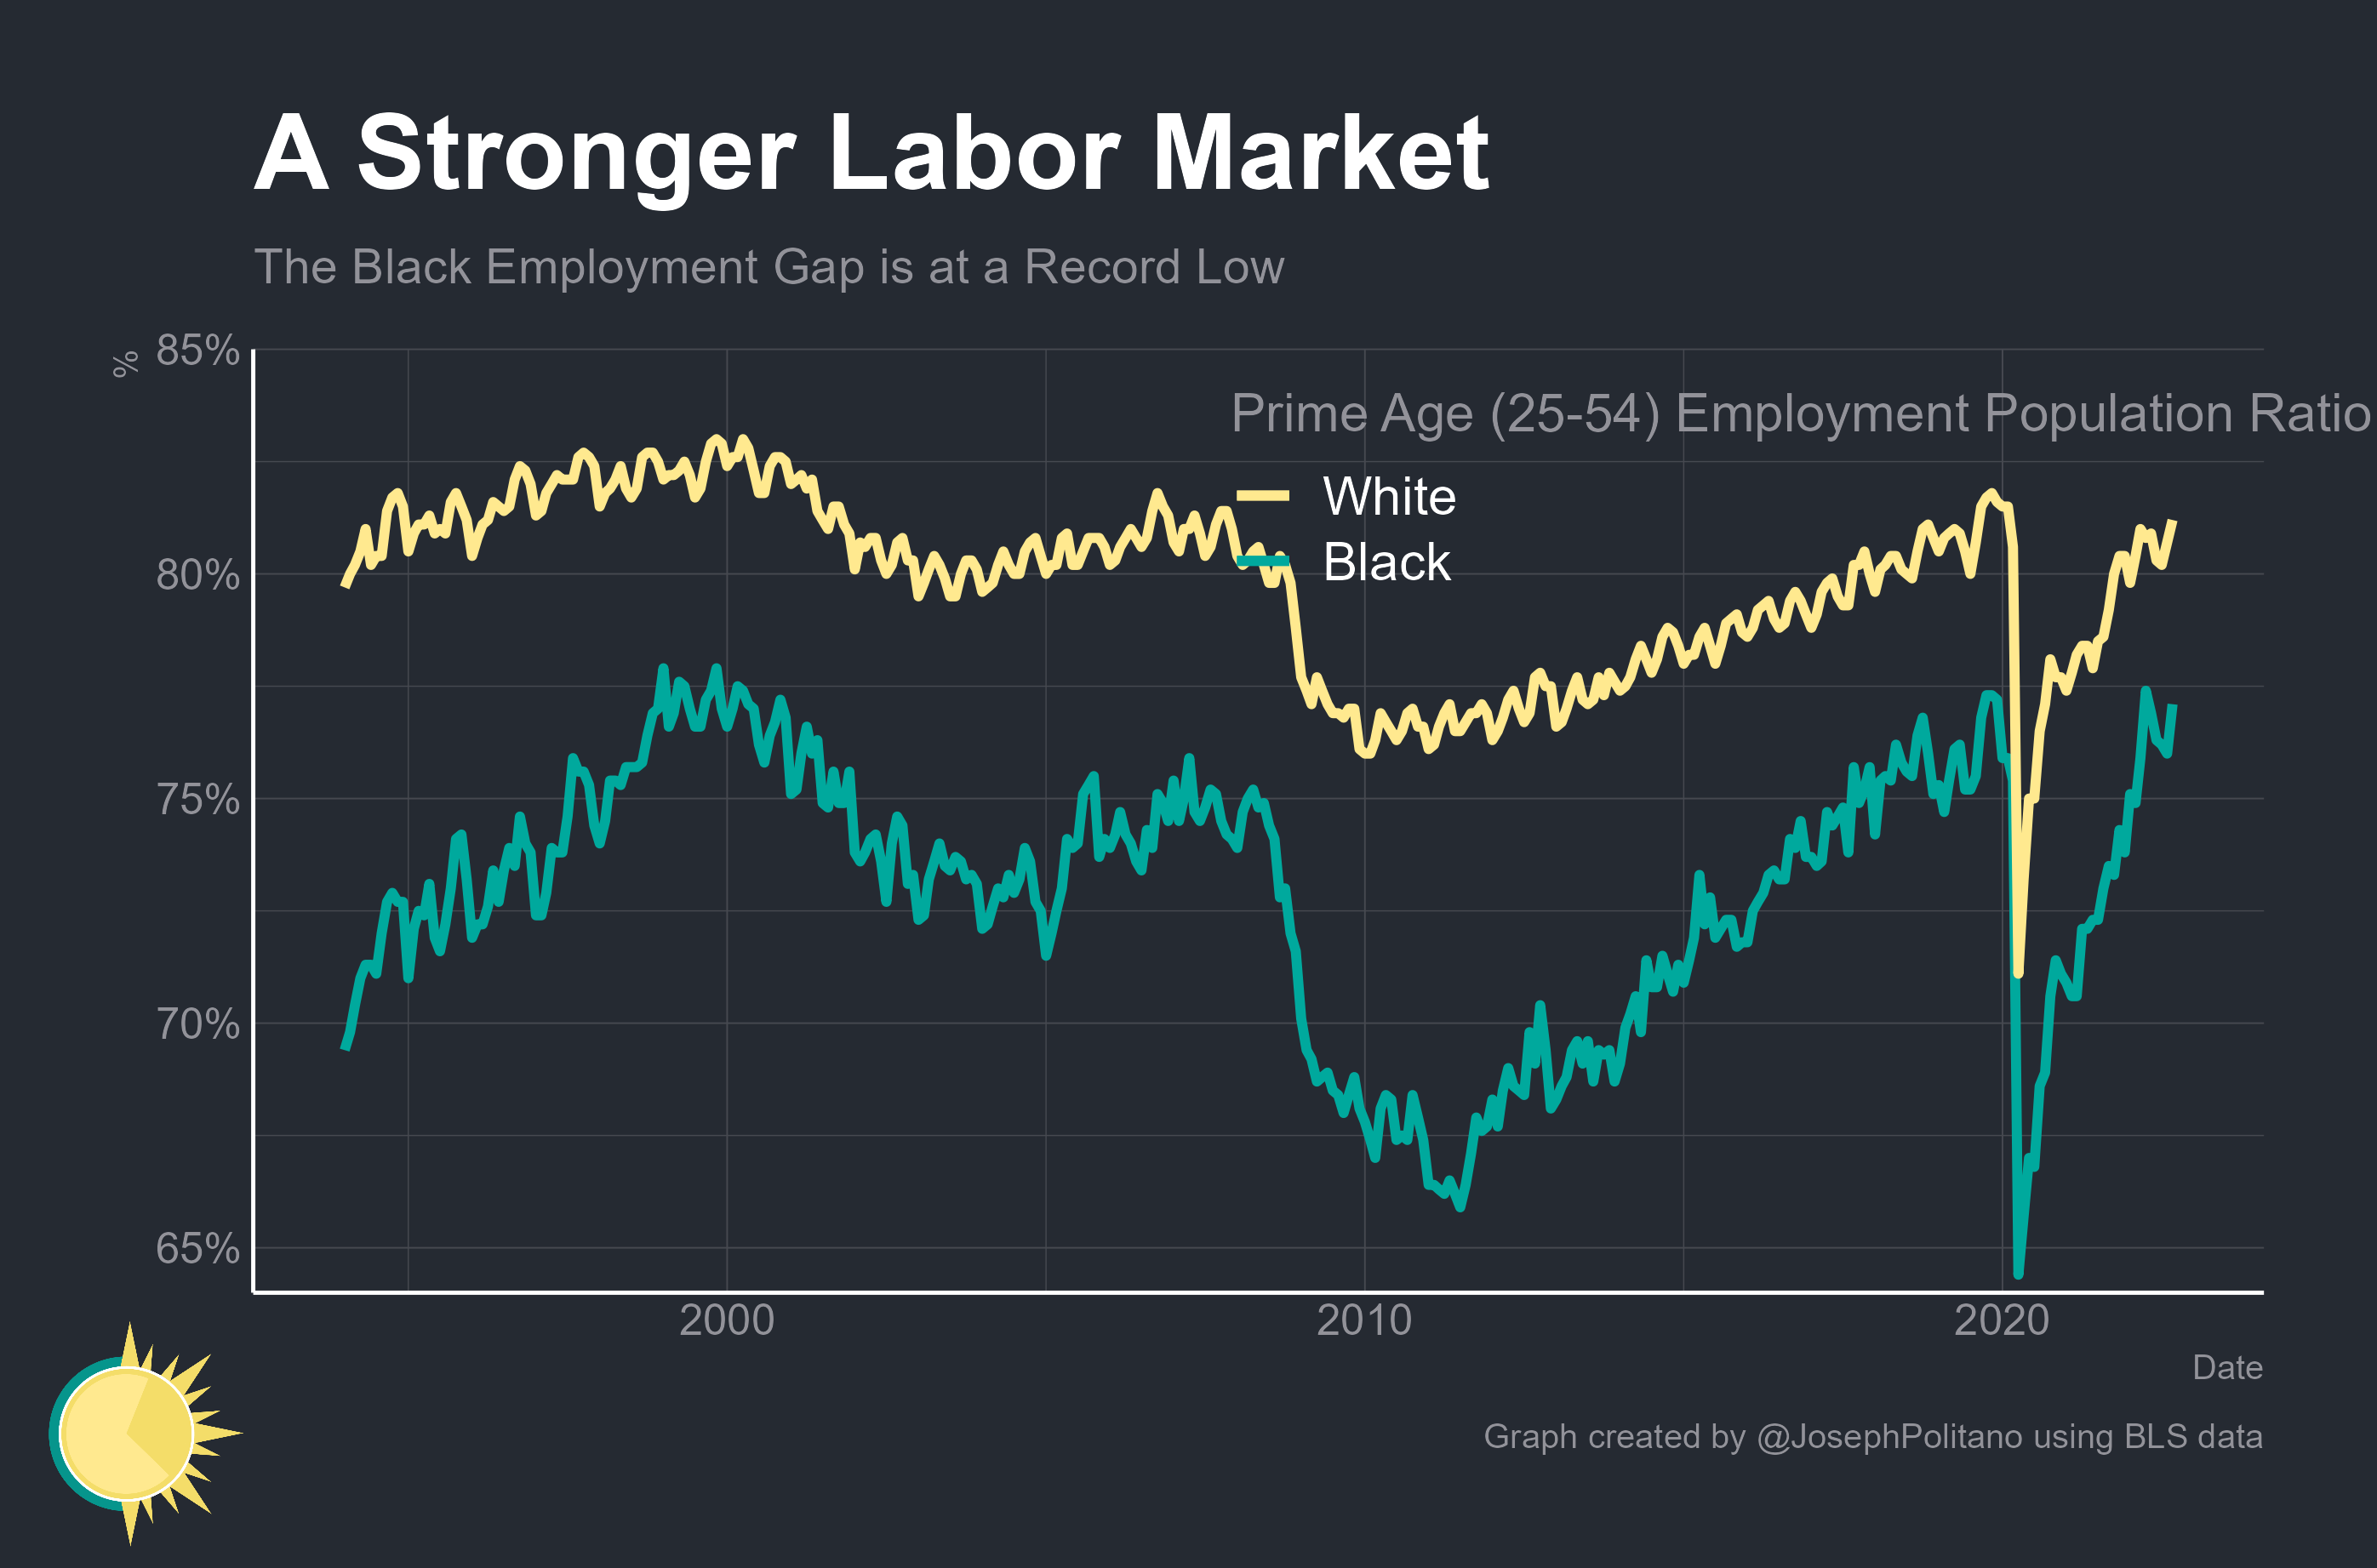 A Stronger Labor Market
The Black Employment Gap is at a Record Low
%
85%
80%
75%
70%
65%
Prime Age (25-54) Employment Population Ratio
White
Black
2000
2010
2020
Date
Graph created by @JosephPolitano using BLS data